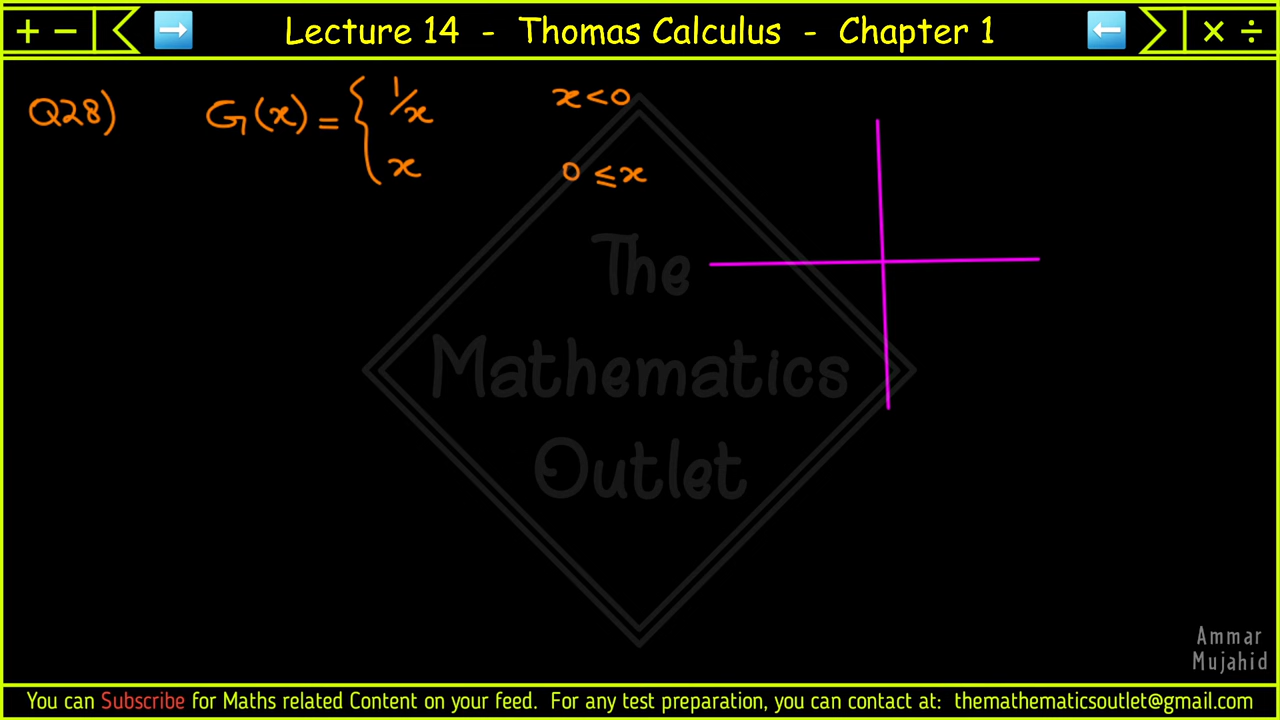 + − Lecture 14 - Thomas Calculus - Chapter 1 × ÷
Q28) G(x) = { 1/x x < 0
x 0 ≤ x
The
Mathematics
Outlet
Ammar
Mujahid
You can Subscribe for Maths related Content on your feed. For any test preparation, you can contact at: themathematicsoutlet@gmail.com